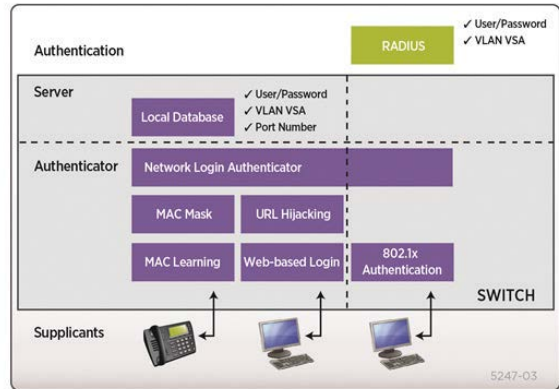 Authentication
RADIUS
✓ User/Password
✓ VLAN VSA
Server
Local Database
✓ User/Password
✓ VLAN VSA
✓ Port Number
Authenticator
Network Login Authenticator
MAC Mask
URL Hijacking
MAC Learning
Web-based Login
802.1x
Authentication
SWITCH
Supplicants
5247-03